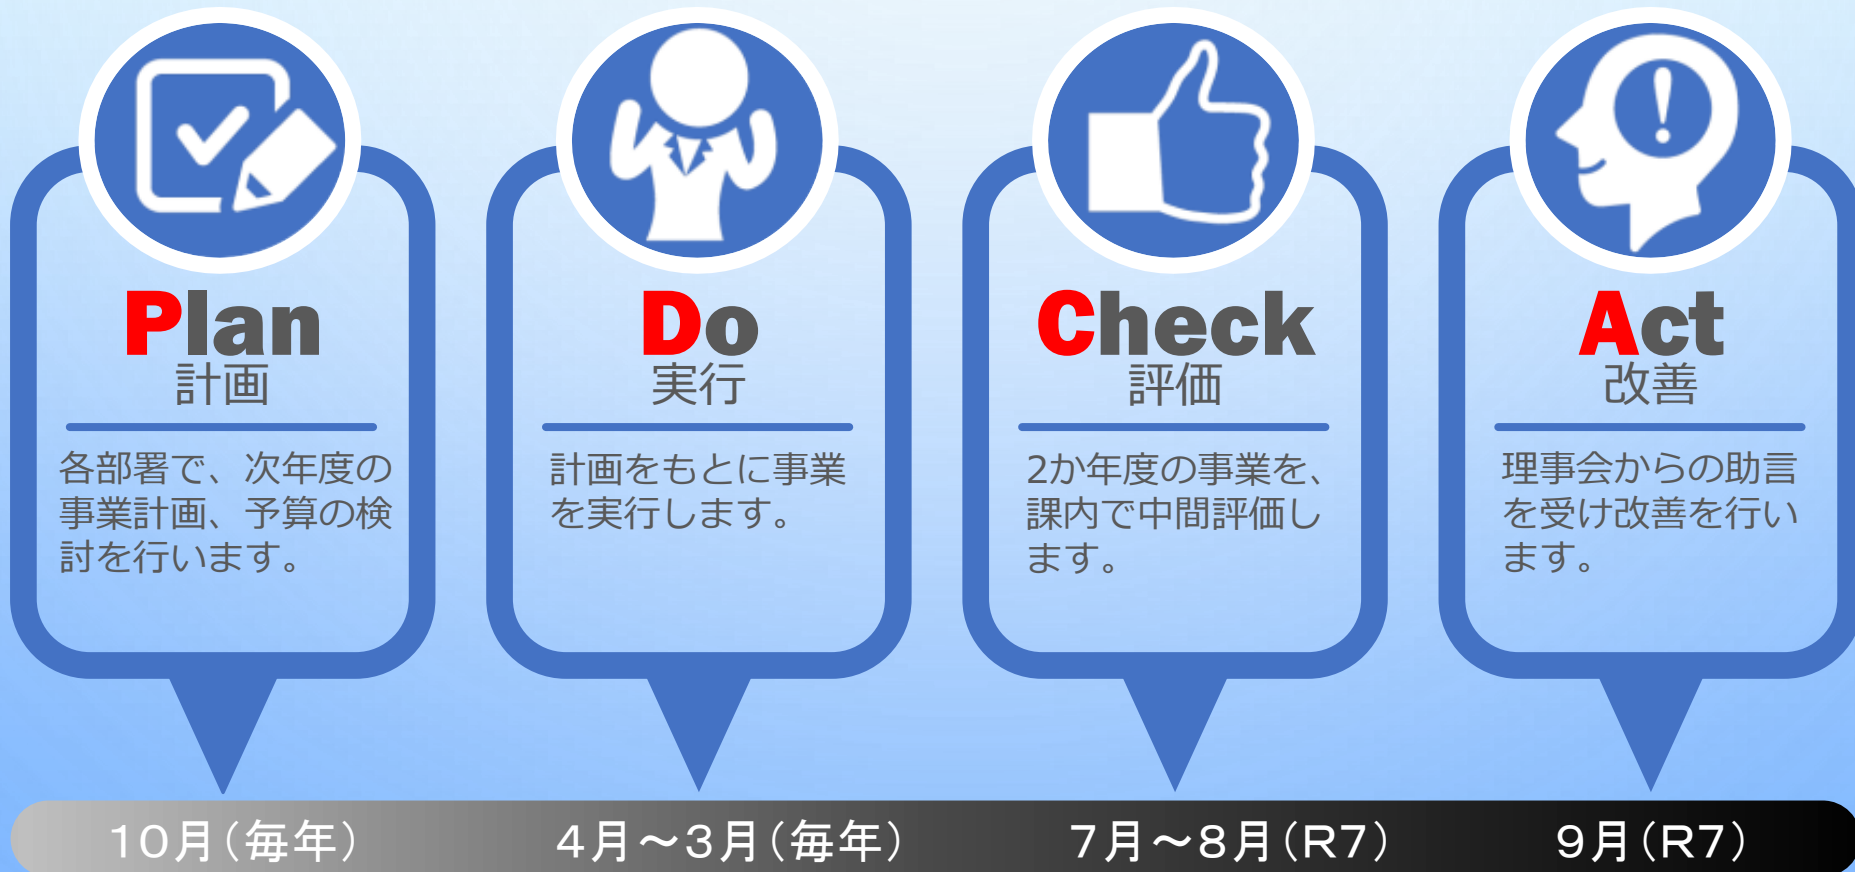 Plan
計画
各部署で、次年度の
事業計画、予算の検
討を行います。
Do
実行
計画をもとに事業
を実行します。
Check
評価
2か年度の事業を、
課内で中間評価し
ます。
Act
改善
理事会からの助言
を受け改善を行い
ます。
10月(毎年)
4月～3月(毎年)
7月～8月(R7)
9月(R7)